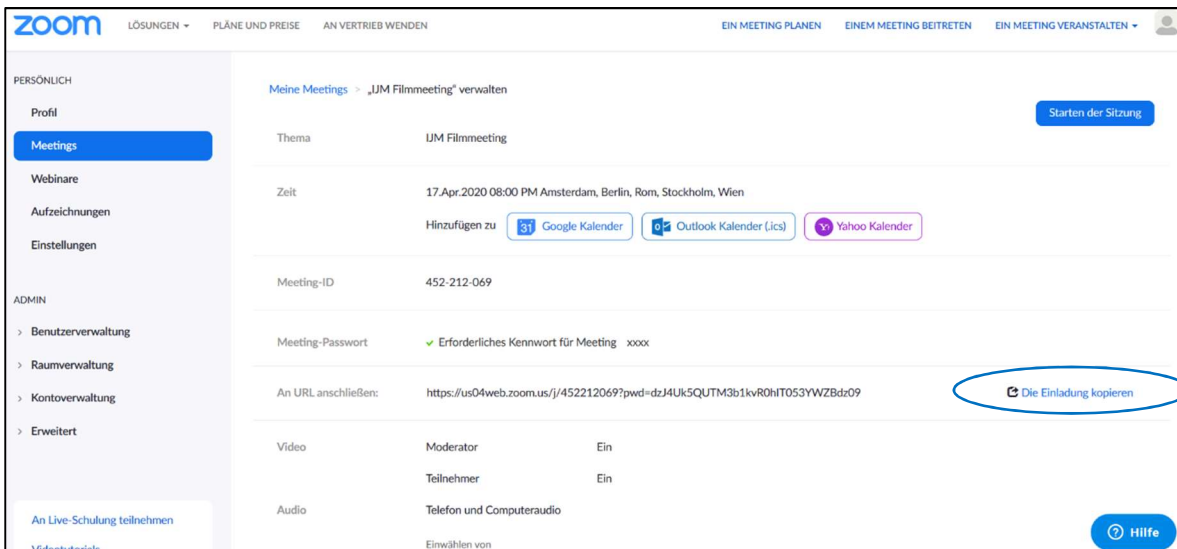 zoom LÖSUNGEN PLÄNE UND PREISE AN VERTRIEB WENDEN EIN MEETING PLANEN EINEM MEETING BEITRETEN EIN MEETING VERANSTALTEN
PERSÖNLICH
Profil
Meetings
Webinare
Aufzeichnungen
Einstellungen
ADMIN
> Benutzerverwaltung
> Raumverwaltung
> Kontoverwaltung
> Erweitert
An Live-Schulung teilnehmen
Videotutorials
Meine Meetings > „IJM Filmmeeting" verwalten
Starten der Sitzung
Thema IJM Filmmeeting
Zeit 17.Apr.2020 08:00 PM Amsterdam, Berlin, Rom, Stockholm, Wien
Hinzufügen zu 31 Google Kalender Outlook Kalender (.ics) Yahoo Kalender
Meeting-ID 452-212-069
Meeting-Passwort Erforderliches Kennwort für Meeting xxxx
An URL anschließen: https://us04web.zoom.us/j/452212069?pwd=dzJ4Uk5QUTM3b1kvR0hIT053YWZBdz09 Die Einladung kopieren
Video Moderator Ein
Teilnehmer Ein
Audio Telefon und Computeraudio
Einwählen von
Hilfe